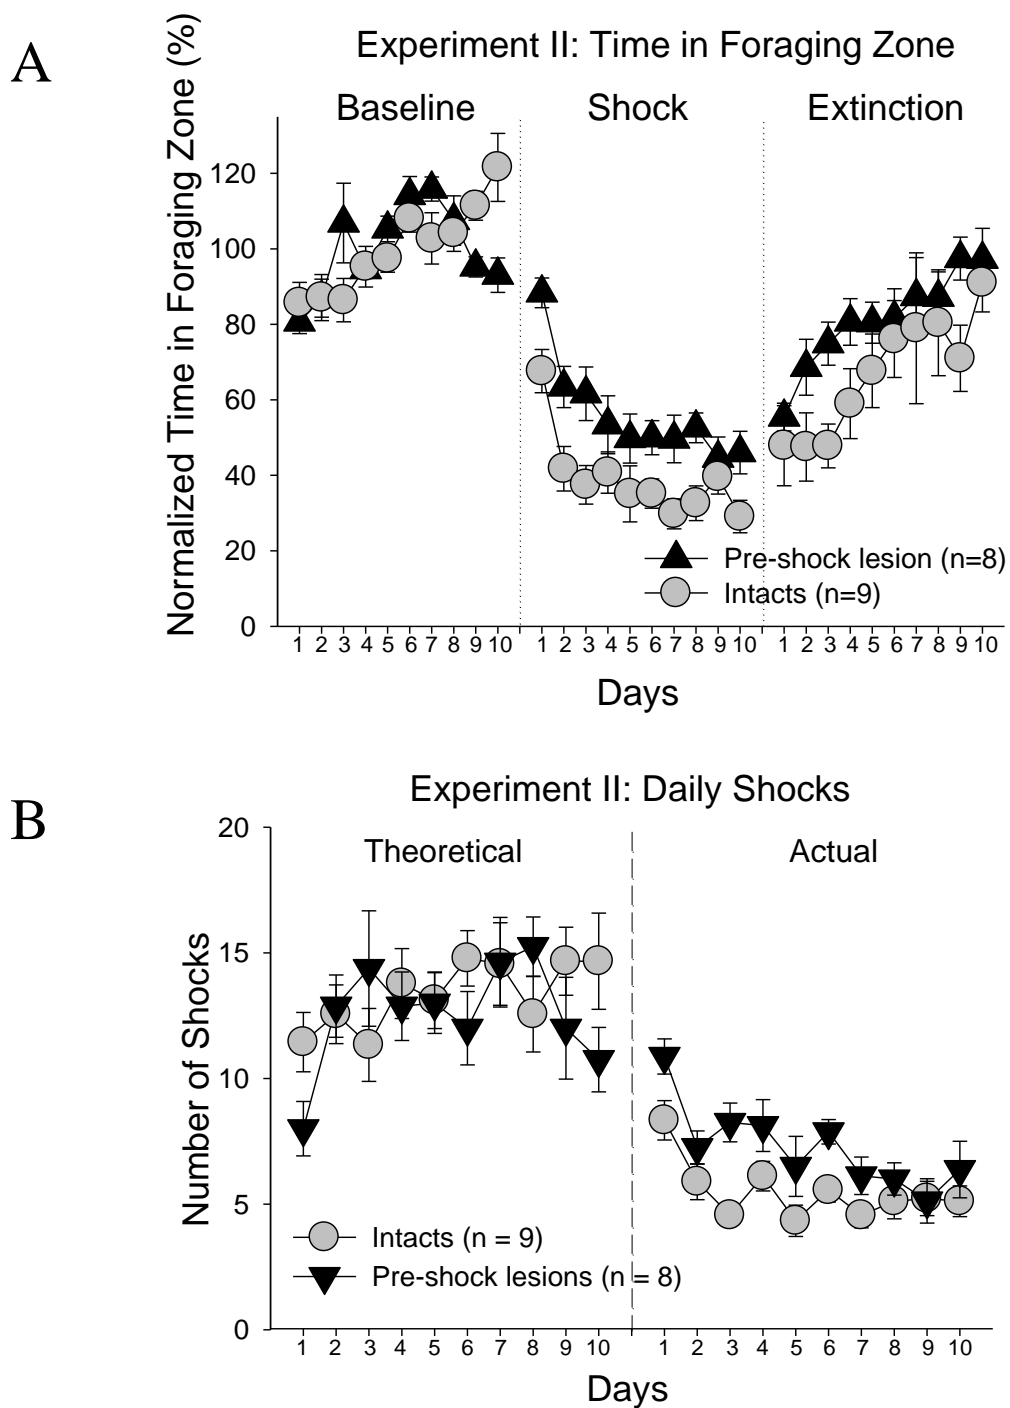 A
Experiment II: Time in Foraging Zone
Baseline Shock Extinction
Normalized Time in Foraging Zone (%)
120
100
80
60
40
20
0
Pre-shock lesion (n=8)
Intacts (n=9)
1 2 3 4 5 6 7 8 9 10 1 2 3 4 5 6 7 8 9 10 1 2 3 4 5 6 7 8 9 10
Days
B
Experiment II: Daily Shocks
Theoretical Actual
Number of Shocks
20
15
10
5
0
Intacts (n = 9)
Pre-shock lesions (n = 8)
1 2 3 4 5 6 7 8 9 10 1 2 3 4 5 6 7 8 9 10
Days